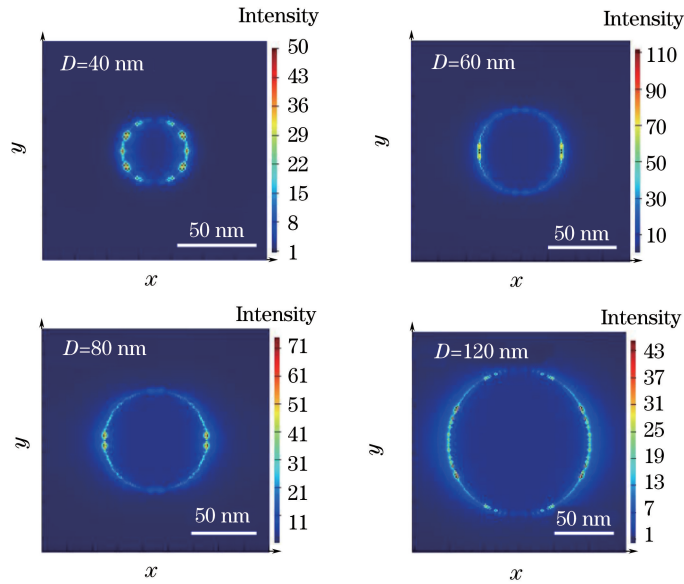 Intensity
D=40 nm
50
43
36
29
22
15
8
1
50 nm
y
x
Intensity
D=60 nm
110
90
70
50
30
10
50 nm
y
x
Intensity
D=80 nm
71
61
51
41
31
21
11
50 nm
y
x
Intensity
D=120 nm
43
37
31
25
19
13
7
1
50 nm
y
x